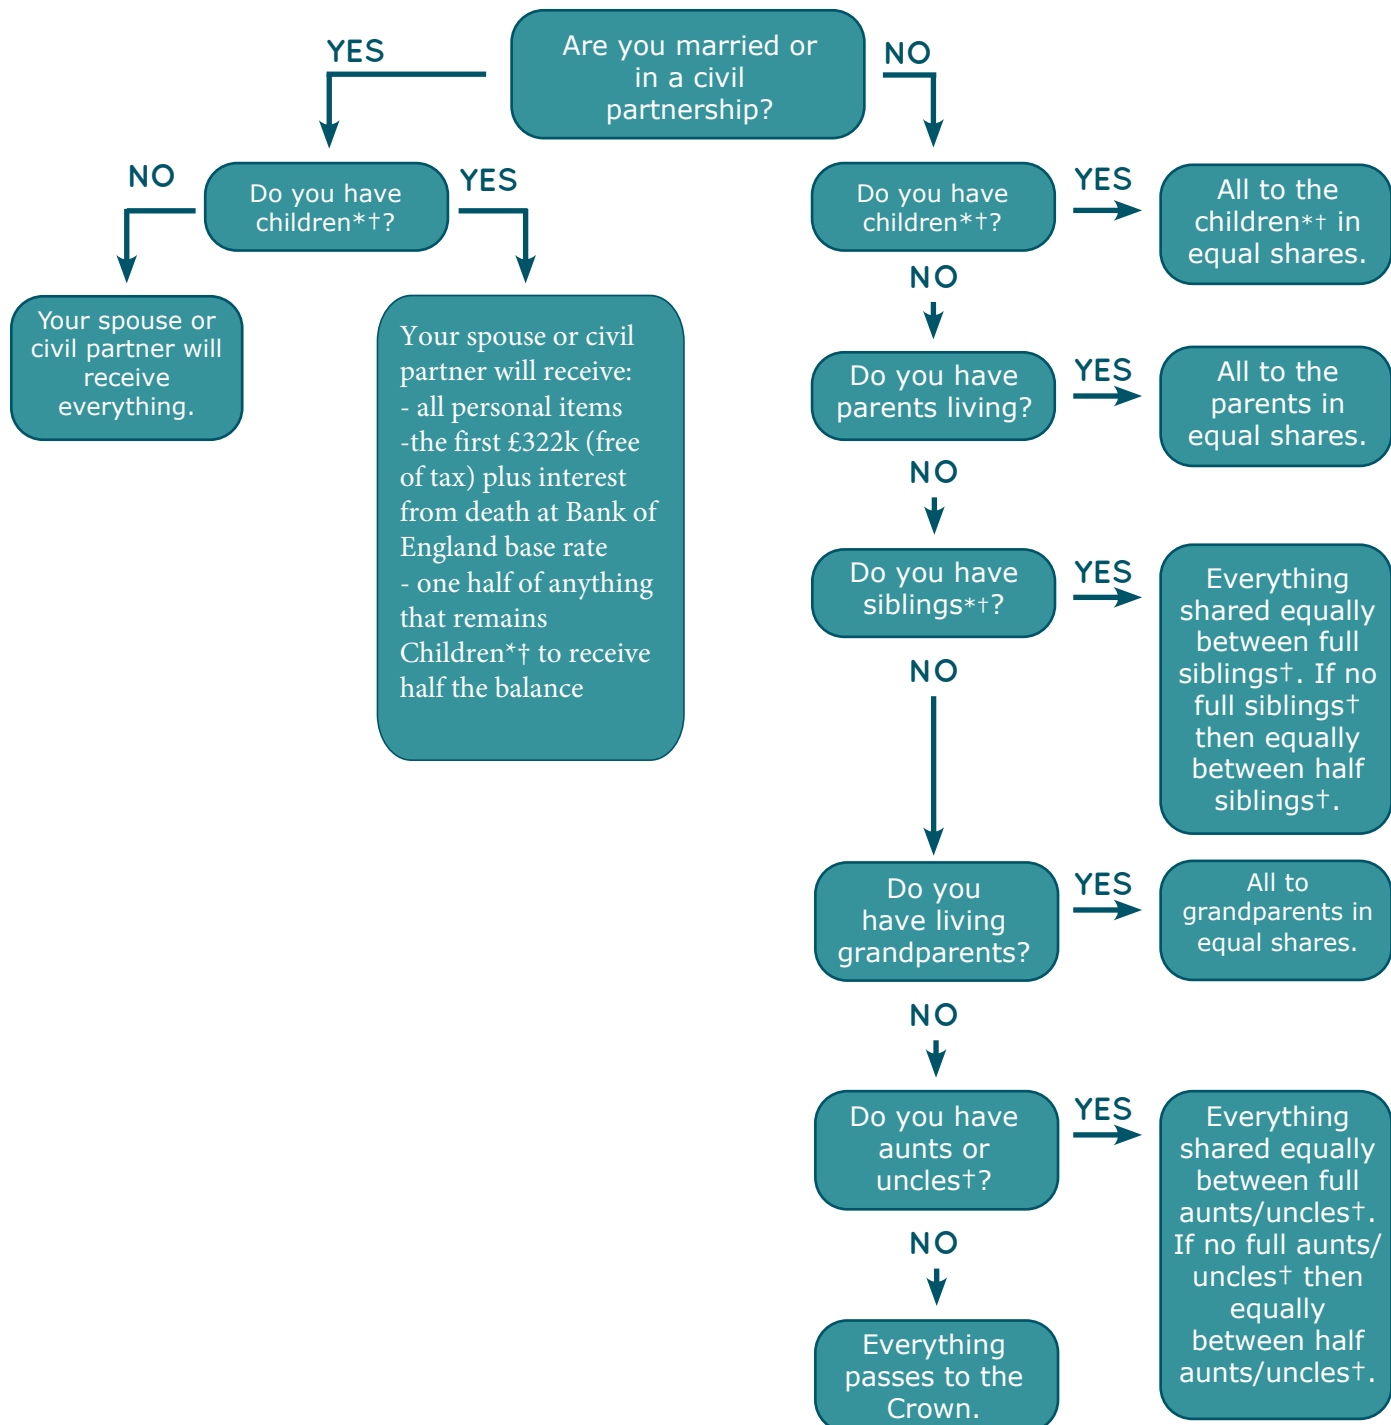 Are you married or
in a civil
partnership?
YES
NO
Do you have
children*†?
NO
YES
Your spouse or
civil partner will
receive
everything.
Your spouse or civil
partner will receive:
- all personal items
-the first £322k (free
of tax) plus interest
from death at Bank of
England base rate
- one half of anything
that remains
Children*† to receive
half the balance
Do you have
children*†?
YES
All to the
children*† in
equal shares.
NO
Do you have
parents living?
YES
All to the
parents in
equal shares.
NO
Do you have
siblings*†?
YES
Everything
shared equally
between full
siblings†. If no
full siblings†
then equally
between half
siblings†.
NO
Do you
have living
grandparents?
YES
All to
grandparents in
equal shares.
NO
Do you have
aunts or
uncles†?
YES
Everything
shared equally
between full
aunts/uncles†.
If no full aunts/
uncles† then
equally
between half
aunts/uncles†.
NO
Everything
passes to the
Crown.